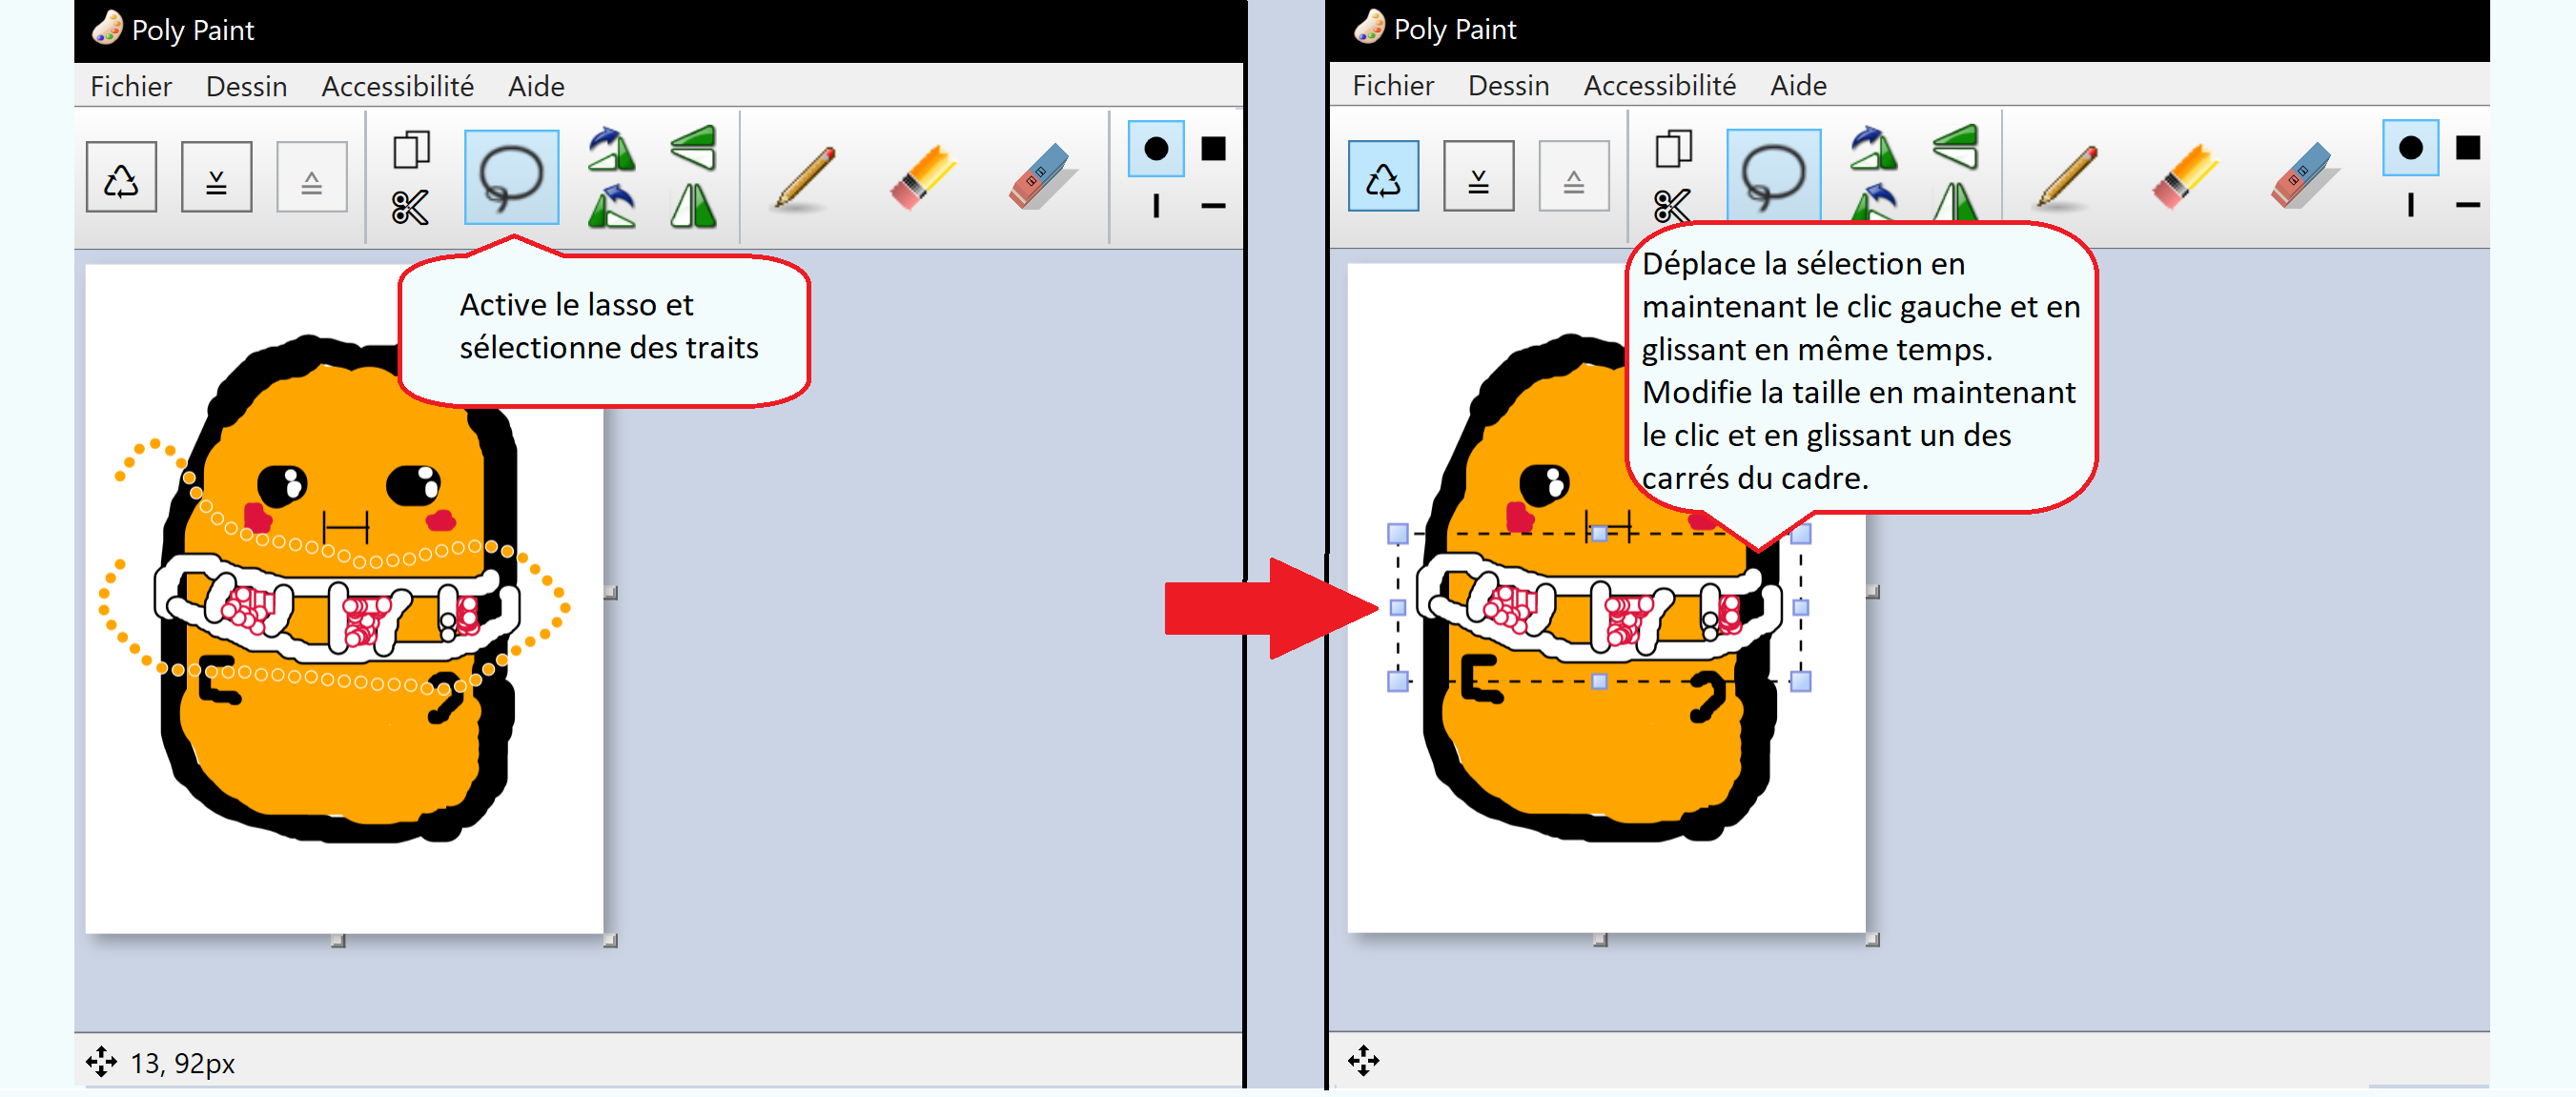 Poly Paint
Fichier Dessin Accessibilité Aide
Active le lasso et
sélectionne des traits
13, 92px
Poly Paint
Fichier Dessin Accessibilité Aide
Déplace la sélection en
maintenant le clic gauche et en
glissant en même temps.
Modifie la taille en maintenant
le clic et en glissant un des
carrés du cadre.